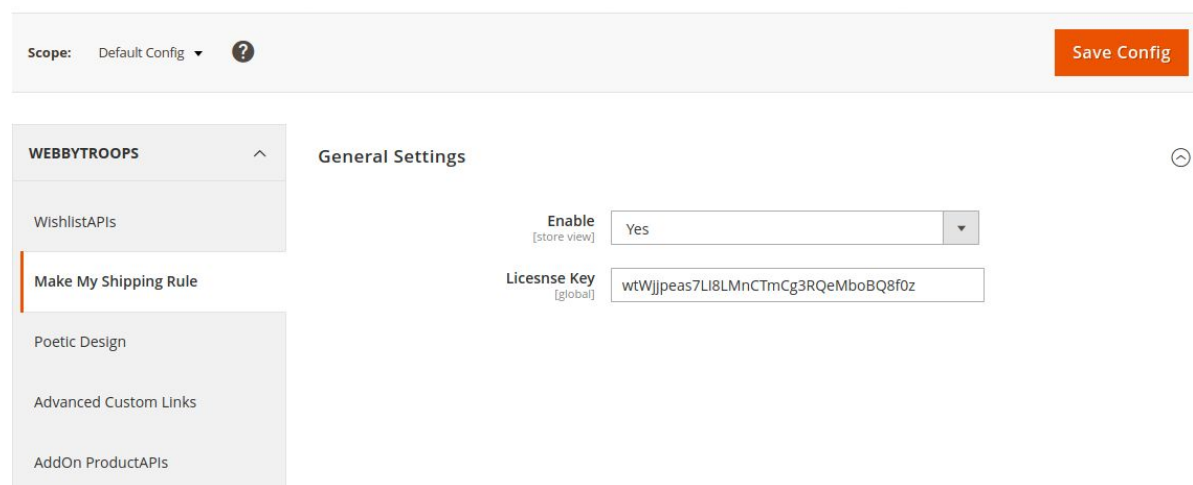 Scope: Default Config ?
Save Config
WEBBYTROOPS
WishlistAPIs
Make My Shipping Rule
Poetic Design
Advanced Custom Links
AddOn ProductAPIs
General Settings
Enable
[store view]
Yes
Licesnse Key
[global]
wtWjjpeas7LI8LMnCTmCg3RQeMboBQ8f0z